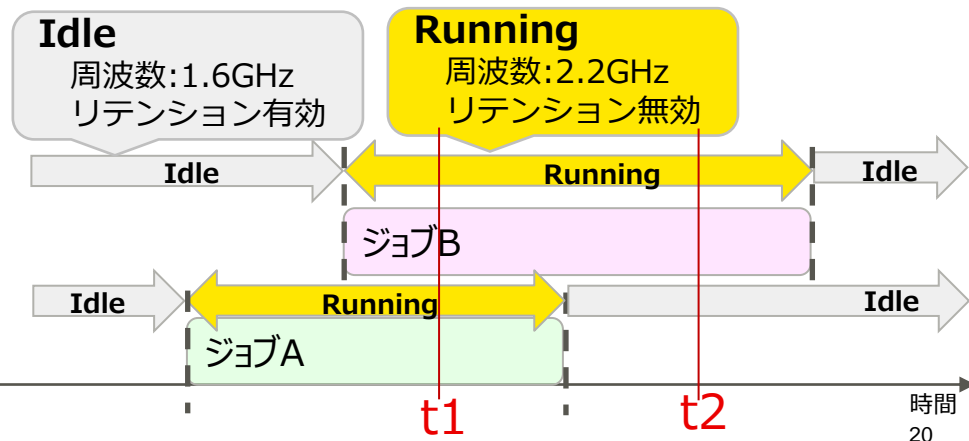 Idle
周波数:1.6GHz
リテンション有効
Running
周波数:2.2GHz
リテンション無効
Idle
Running
Idle
ジョブB
Idle
Running
Idle
ジョブA
t1
t2
時間
20